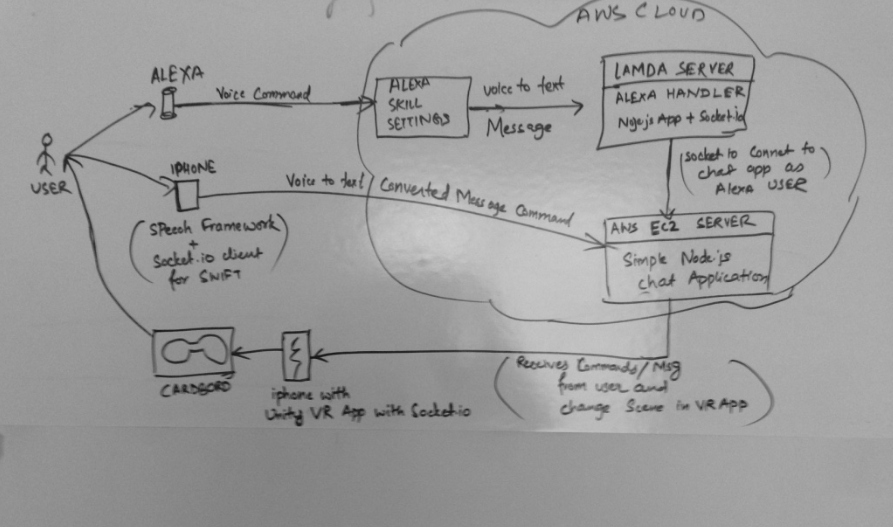 AWS CLOUD
ALEXA
Voice Command
ALEXA
SKILL
SETTINGS
voice to text
Message
LAMDA SERVER
ALEXA HANDLER
Node.js App + Socket.io
(socket.io Connet to
chat app as
Alexa USER)
USER
IPHONE
Voice to text / Converted Message Command
(SPeech Framework
+
Socket.io client
for SWIFT)
AWS EC2 SERVER
Simple Node.js
chat Application
CARDBORD
iphone with
Unity VR App with Socket.io
(Receives Commands/Msg
from user and
change Scene in VR APP)